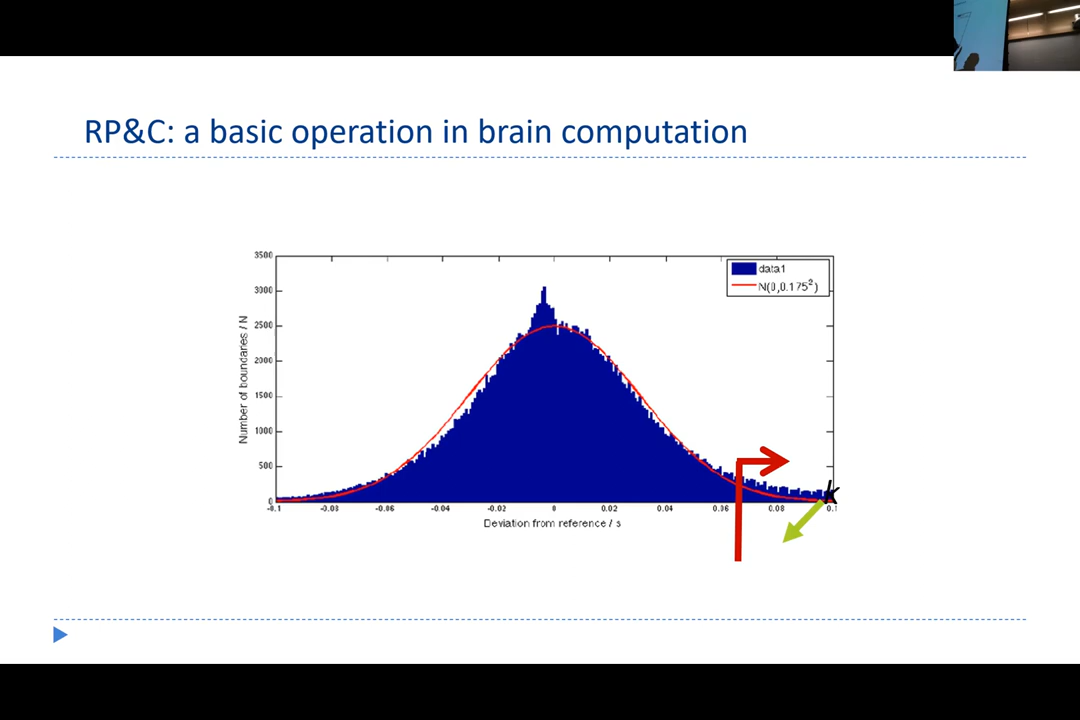 RP&C: a basic operation in brain computation
3500
3000
2500
2000
1500
1000
500
0
Number of boundaries / N
data1
N(0,0.175²)
k
-0.1 -0.08 -0.06 -0.04 -0.02 0 0.02 0.04 0.06 0.08 0.1
Deviation from reference / s